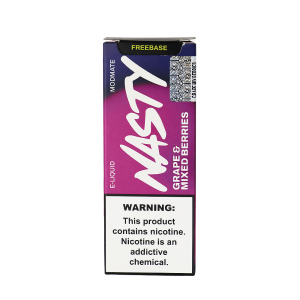 FREEBASE
MODMATE
E-LIQUID
NASTY
GRAPE &
MIXED BERRIES
WARNING:
This product
contains nicotine.
Nicotine is an
addictive
chemical.